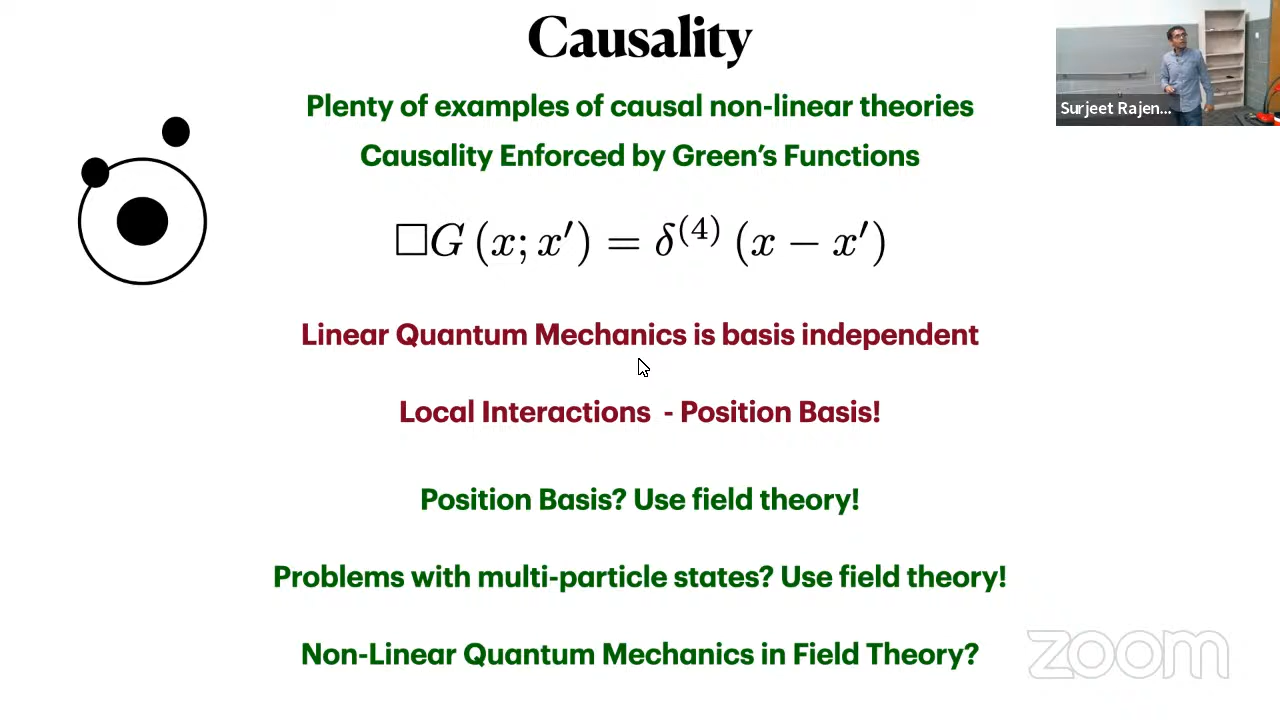 Causality
Surjeet Rajen...
Plenty of examples of causal non-linear theories
Causality Enforced by Green's Functions
□G (x; x′) = δ⁽⁴⁾ (x − x′)
Linear Quantum Mechanics is basis independent
Local Interactions - Position Basis!
Position Basis? Use field theory!
Problems with multi-particle states? Use field theory!
Non-Linear Quantum Mechanics in Field Theory?
zoom